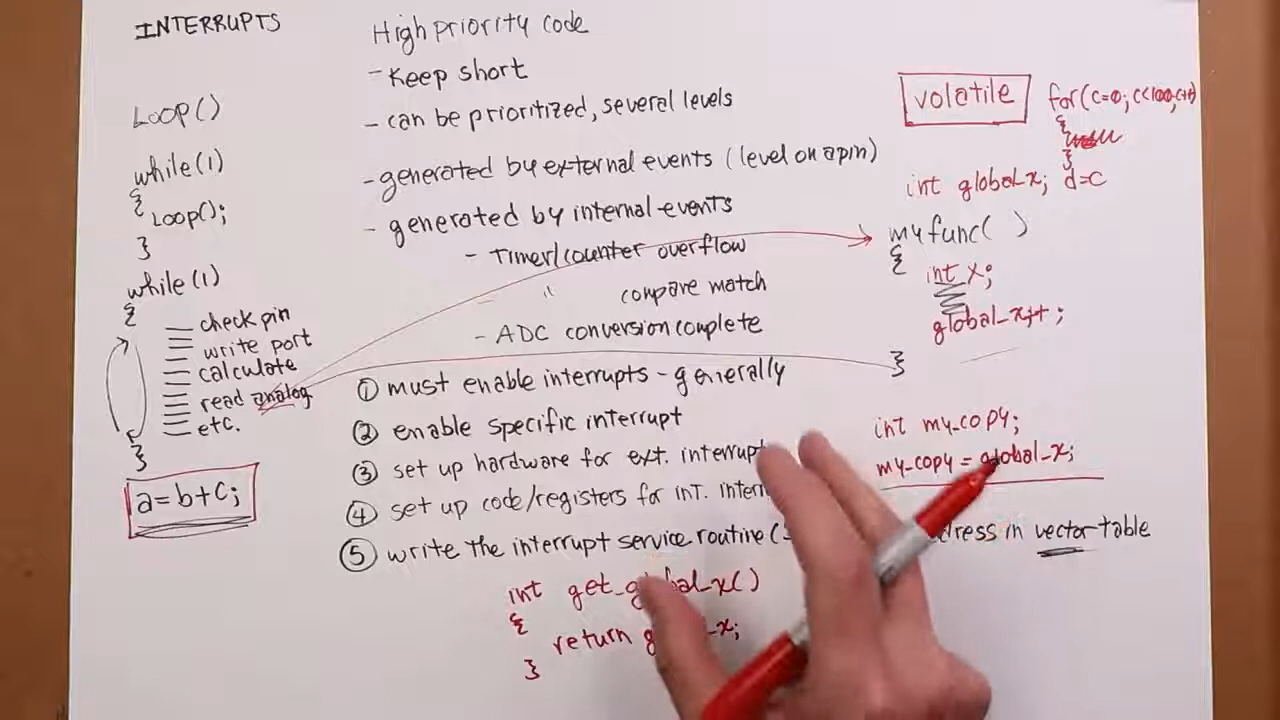 INTERRUPTS
LOOP()
while(1)
{
LOOP();
}
while(1)
{
check pin
write port
calculate
read analog
etc.
}
a=b+c;
High priority code
- Keep short
- can be prioritized, several levels
- generated by external events (level on a pin)
- generated by internal events
- Timer/counter overflow
" compare match
- ADC conversion complete
① must enable interrupts - generally
② enable specific interrupt
③ set up hardware for ext. interrupt
④ set up code/registers for int.
⑤ write the interrupt service routine ( in vector table
int get_global_x()
{
return
}
volatile
for(c=0; c<100; c++)
{
}
int global_x; d=c
myfunc( )
{
int x;
global_x++;
}
int my_copy;
my_copy = global_x;